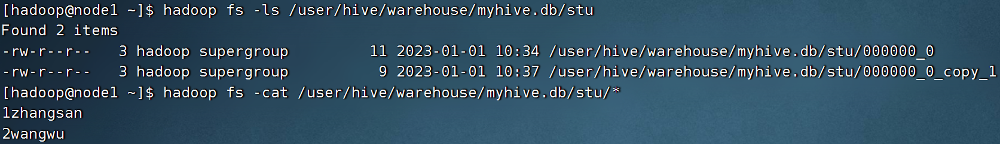 [hadoop@node1 ~]$ hadoop fs -ls /user/hive/warehouse/myhive.db/stu
Found 2 items
-rw-r--r--   3 hadoop supergroup         11 2023-01-01 10:34 /user/hive/warehouse/myhive.db/stu/000000_0
-rw-r--r--   3 hadoop supergroup          9 2023-01-01 10:37 /user/hive/warehouse/myhive.db/stu/000000_0_copy_1
[hadoop@node1 ~]$ hadoop fs -cat /user/hive/warehouse/myhive.db/stu/*
1zhangsan
2wangwu